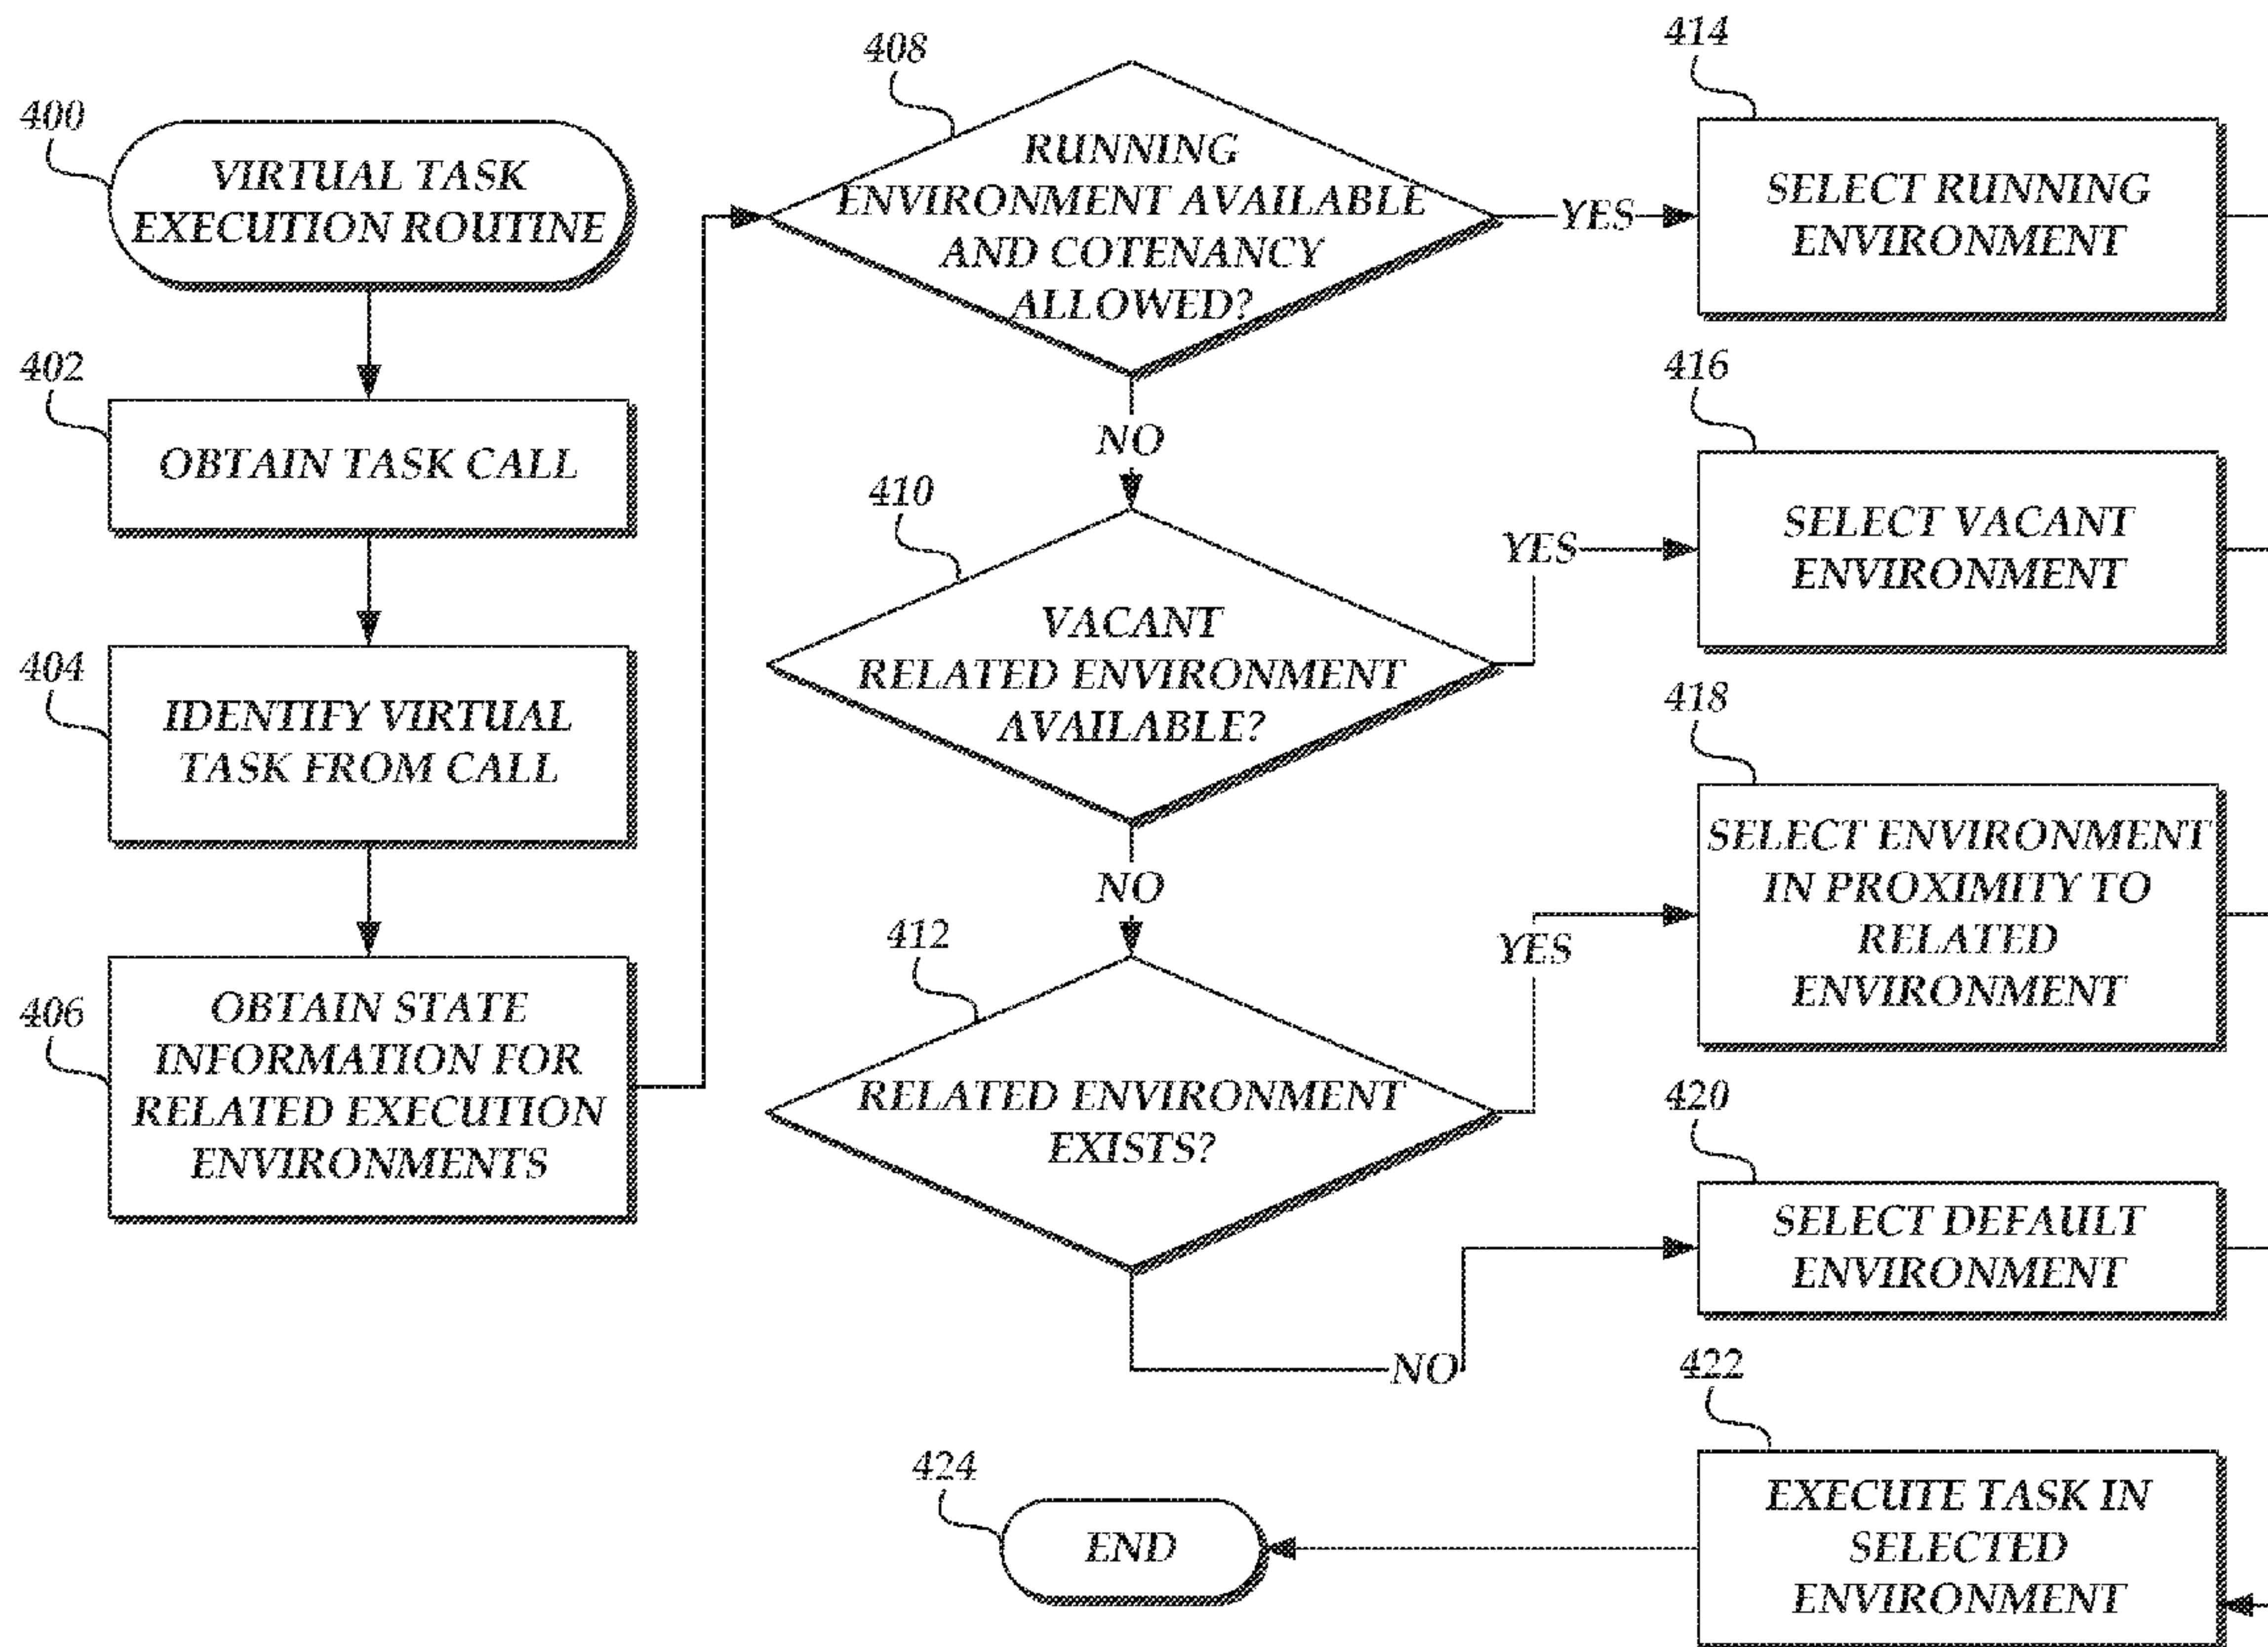 400
VIRTUAL TASK
EXECUTION ROUTINE
402
OBTAIN TASK CALL
404
IDENTIFY VIRTUAL
TASK FROM CALL
406
OBTAIN STATE
INFORMATION FOR
RELATED EXECUTION
ENVIRONMENTS
408
RUNNING
ENVIRONMENT AVAILABLE
AND COTENANCY
ALLOWED?
YES
NO
410
VACANT
RELATED ENVIRONMENT
AVAILABLE?
YES
NO
412
RELATED ENVIRONMENT
EXISTS?
YES
NO
414
SELECT RUNNING
ENVIRONMENT
416
SELECT VACANT
ENVIRONMENT
418
SELECT ENVIRONMENT
IN PROXIMITY TO
RELATED
ENVIRONMENT
420
SELECT DEFAULT
ENVIRONMENT
422
EXECUTE TASK IN
SELECTED
ENVIRONMENT
424
END